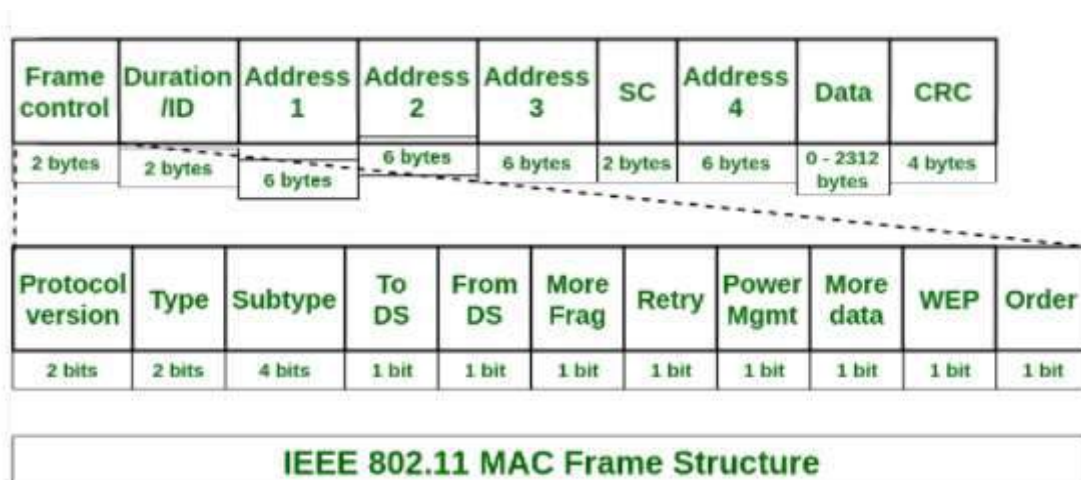 Frame control
Duration /ID
Address 1
Address 2
Address 3
SC
Address 4
Data
CRC
2 bytes
2 bytes
6 bytes
6 bytes
6 bytes
2 bytes
6 bytes
0 - 2312 bytes
4 bytes
Protocol version
Type
Subtype
To DS
From DS
More Frag
Retry
Power Mgmt
More data
WEP
Order
2 bits
2 bits
4 bits
1 bit
1 bit
1 bit
1 bit
1 bit
1 bit
1 bit
1 bit
IEEE 802.11 MAC Frame Structure